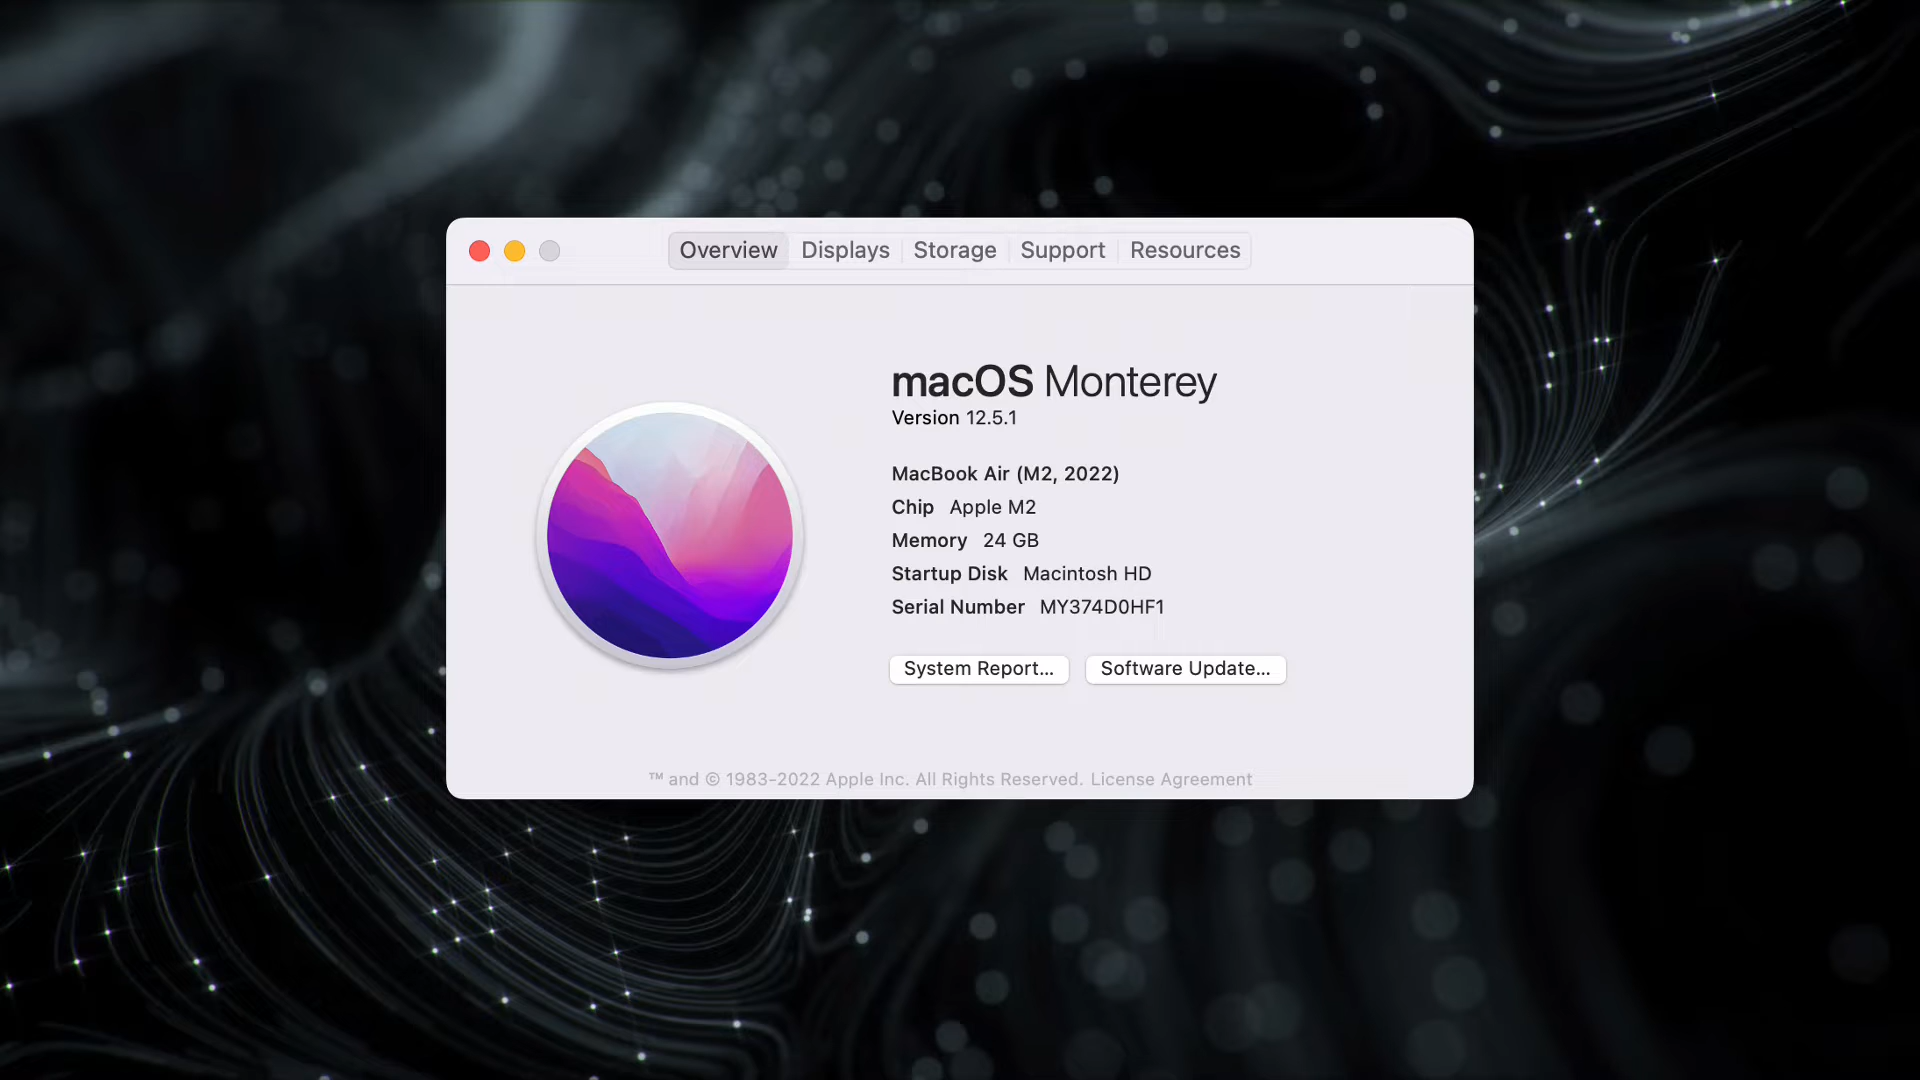 Overview Displays Storage Support Resources
macOS Monterey
Version 12.5.1
MacBook Air (M2, 2022)
Chip Apple M2
Memory 24 GB
Startup Disk Macintosh HD
Serial Number MY374D0HF1
System Report... Software Update...
™ and © 1983-2022 Apple Inc. All Rights Reserved. License Agreement